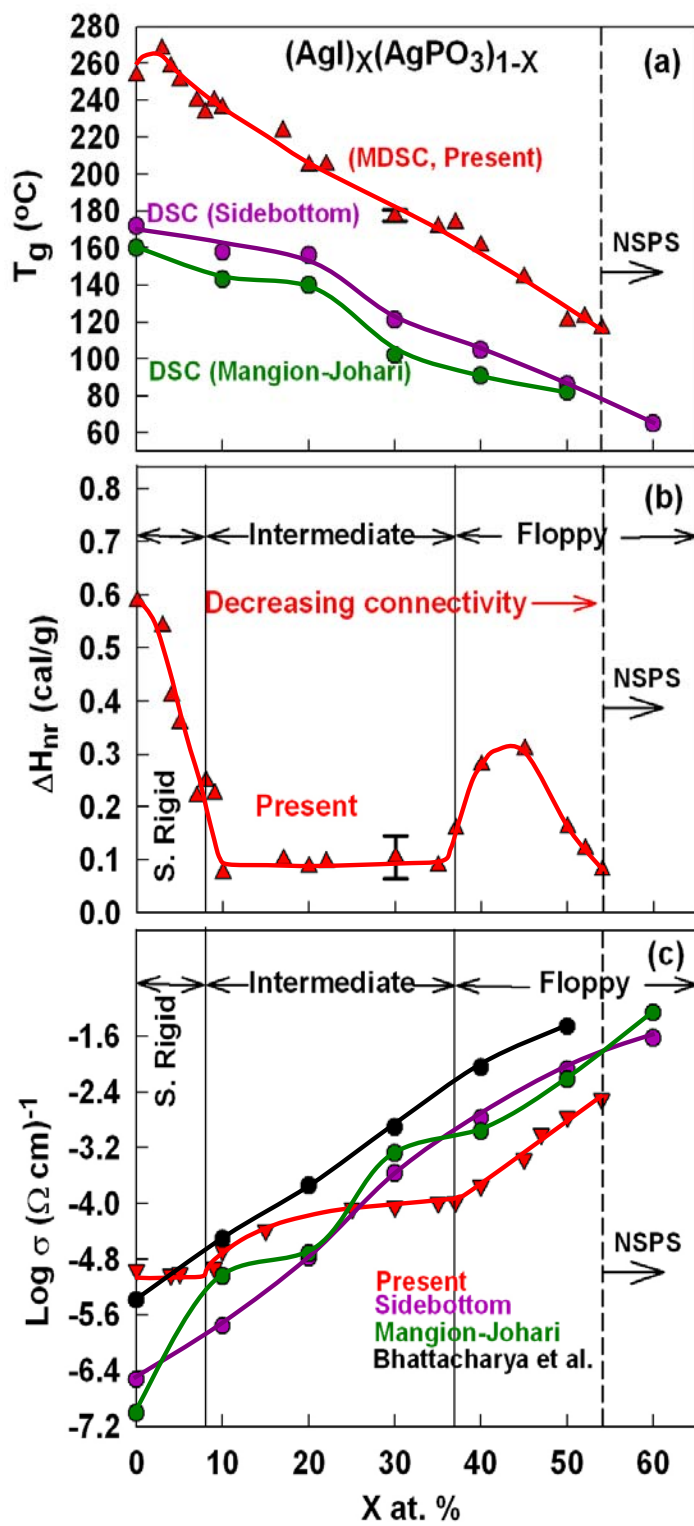 280
260
240
220
200
180
160
140
120
100
80
60
T_g (°C)
(AgI)_X(AgPO_3)_{1-X}
(a)
(MDSC, Present)
DSC (Sidebottom)
NSPS
DSC (Mangion-Johari)
0.8
0.7
0.6
0.5
0.4
0.3
0.2
0.1
0.0
ΔH_nr (cal/g)
(b)
Intermediate
Floppy
Decreasing connectivity
NSPS
S. Rigid
Present
(c)
Intermediate
Floppy
S. Rigid
-1.6
-2.4
-3.2
-4.0
-4.8
-5.6
-6.4
-7.2
Log σ (Ω cm)^-1
NSPS
Present
Sidebottom
Mangion-Johari
Bhattacharya et al.
0 10 20 30 40 50 60
X at. %